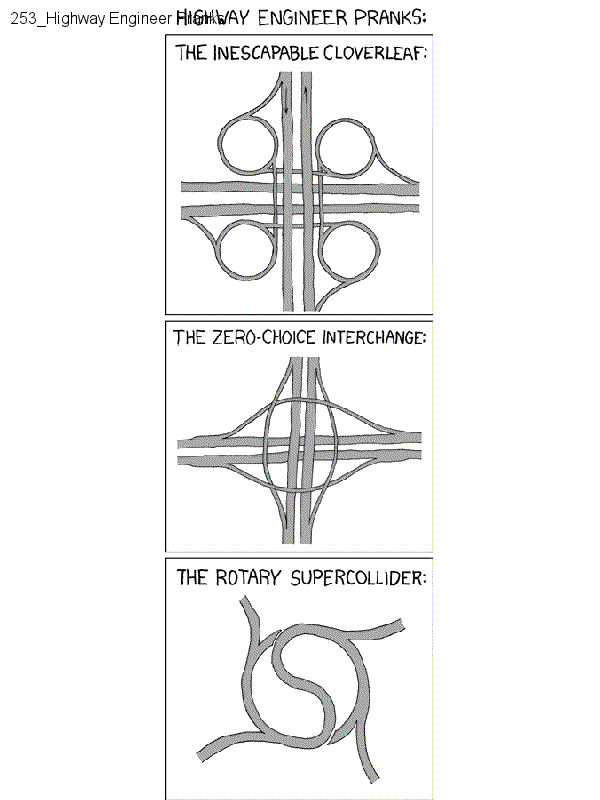 253_Highway Engineer Pranks
HIGHWAY ENGINEER PRANKS:
THE INESCAPABLE CLOVERLEAF:
THE ZERO-CHOICE INTERCHANGE:
THE ROTARY SUPERCOLLIDER: